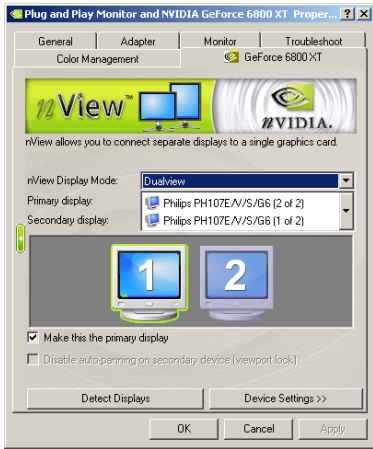 Plug and Play Monitor and NVIDIA GeForce 6800 XT Proper...
General Adapter Monitor Troubleshoot
Color Management GeForce 6800 XT
nView™ nVIDIA.
nView allows you to connect separate displays to a single graphics card.
nView Display Mode: Dualview
Primary display: Philips PH107E/V/S/G6 (2 of 2)
Secondary display: Philips PH107E/V/S/G6 (1 of 2)
1 2
Make this the primary display
Disable auto-panning on secondary device (viewport lock)
Detect Displays Device Settings >>
OK Cancel Apply